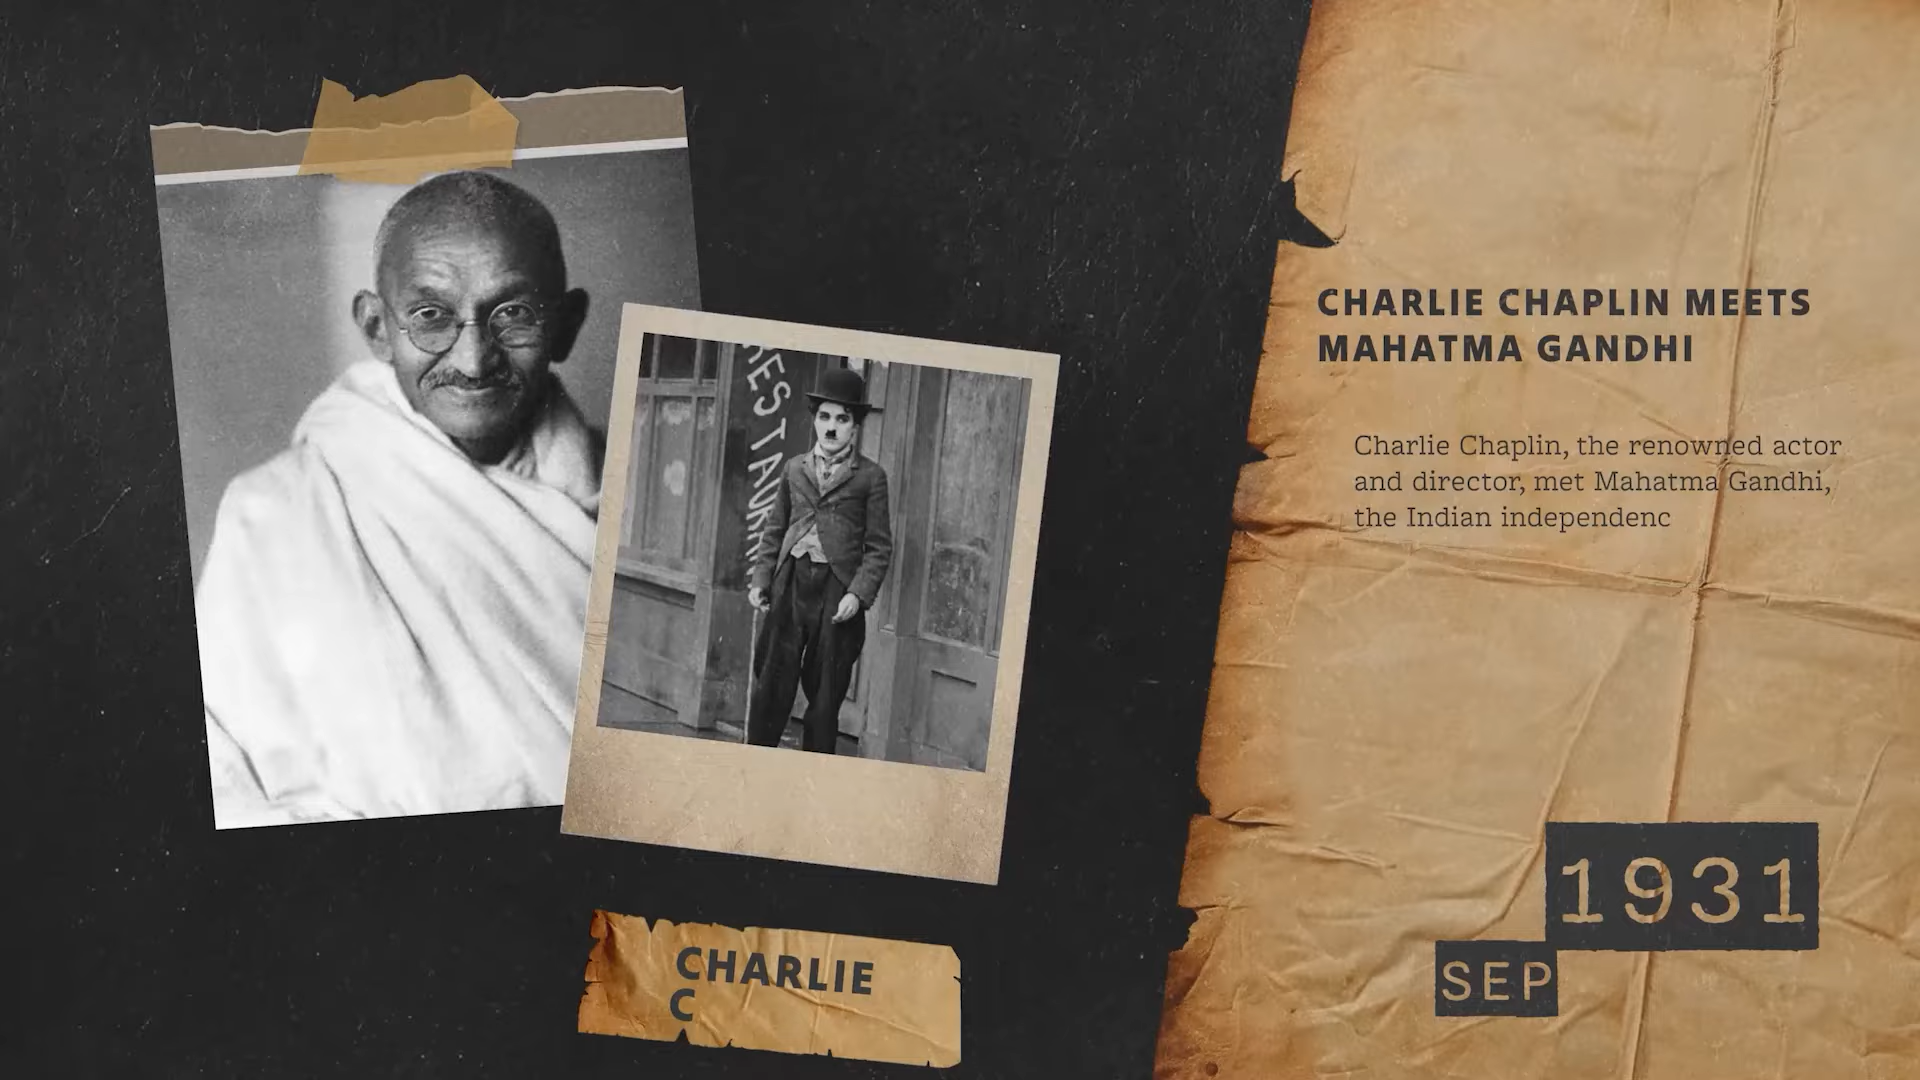 CHARLIE CHAPLIN MEETS
MAHATMA GANDHI
Charlie Chaplin, the renowned actor
and director, met Mahatma Gandhi,
the Indian independenc
1931
SEP
CHARLIE
C